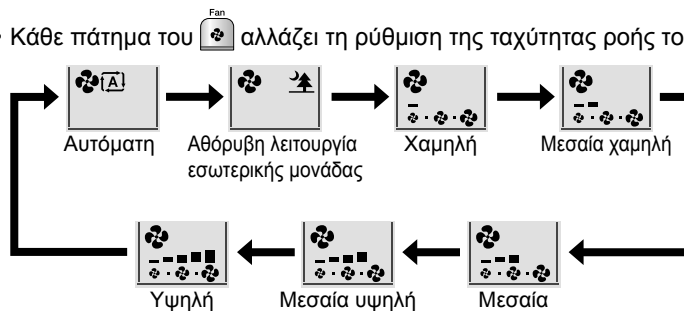 Fan
· Κάθε πάτημα του αλλάζει τη ρύθμιση της ταχύτητας ροής το
A
Αυτόματη
Αθόρυβη λειτουργία
εσωτερικής μονάδας
Χαμηλή
Μεσαία χαμηλή
Υψηλή
Μεσαία υψηλή
Μεσαία